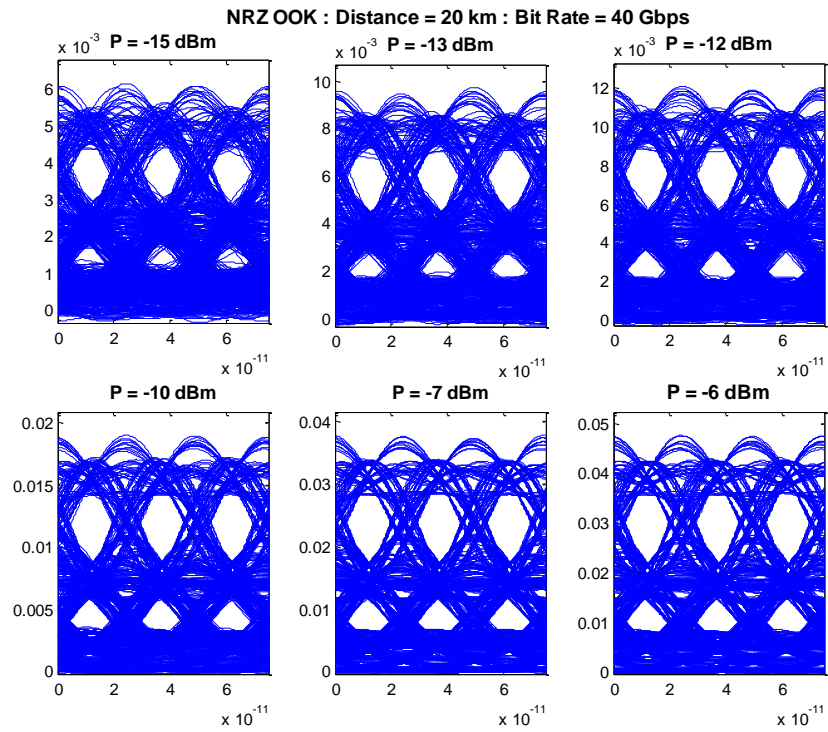 NRZ OOK : Distance = 20 km : Bit Rate = 40 Gbps
x 10-3 P = -15 dBm
6
5
4
3
2
1
0
0 2 4 6
x 10-11
x 10-3 P = -13 dBm
10
8
6
4
2
0
0 2 4 6
x 10-11
x 10-3 P = -12 dBm
12
10
8
6
4
2
0
0 2 4 6
x 10-11
P = -10 dBm
0.02
0.015
0.01
0.005
0
0 2 4 6
x 10-11
P = -7 dBm
0.04
0.03
0.02
0.01
0
0 2 4 6
x 10-11
P = -6 dBm
0.05
0.04
0.03
0.02
0.01
0
0 2 4 6
x 10-11